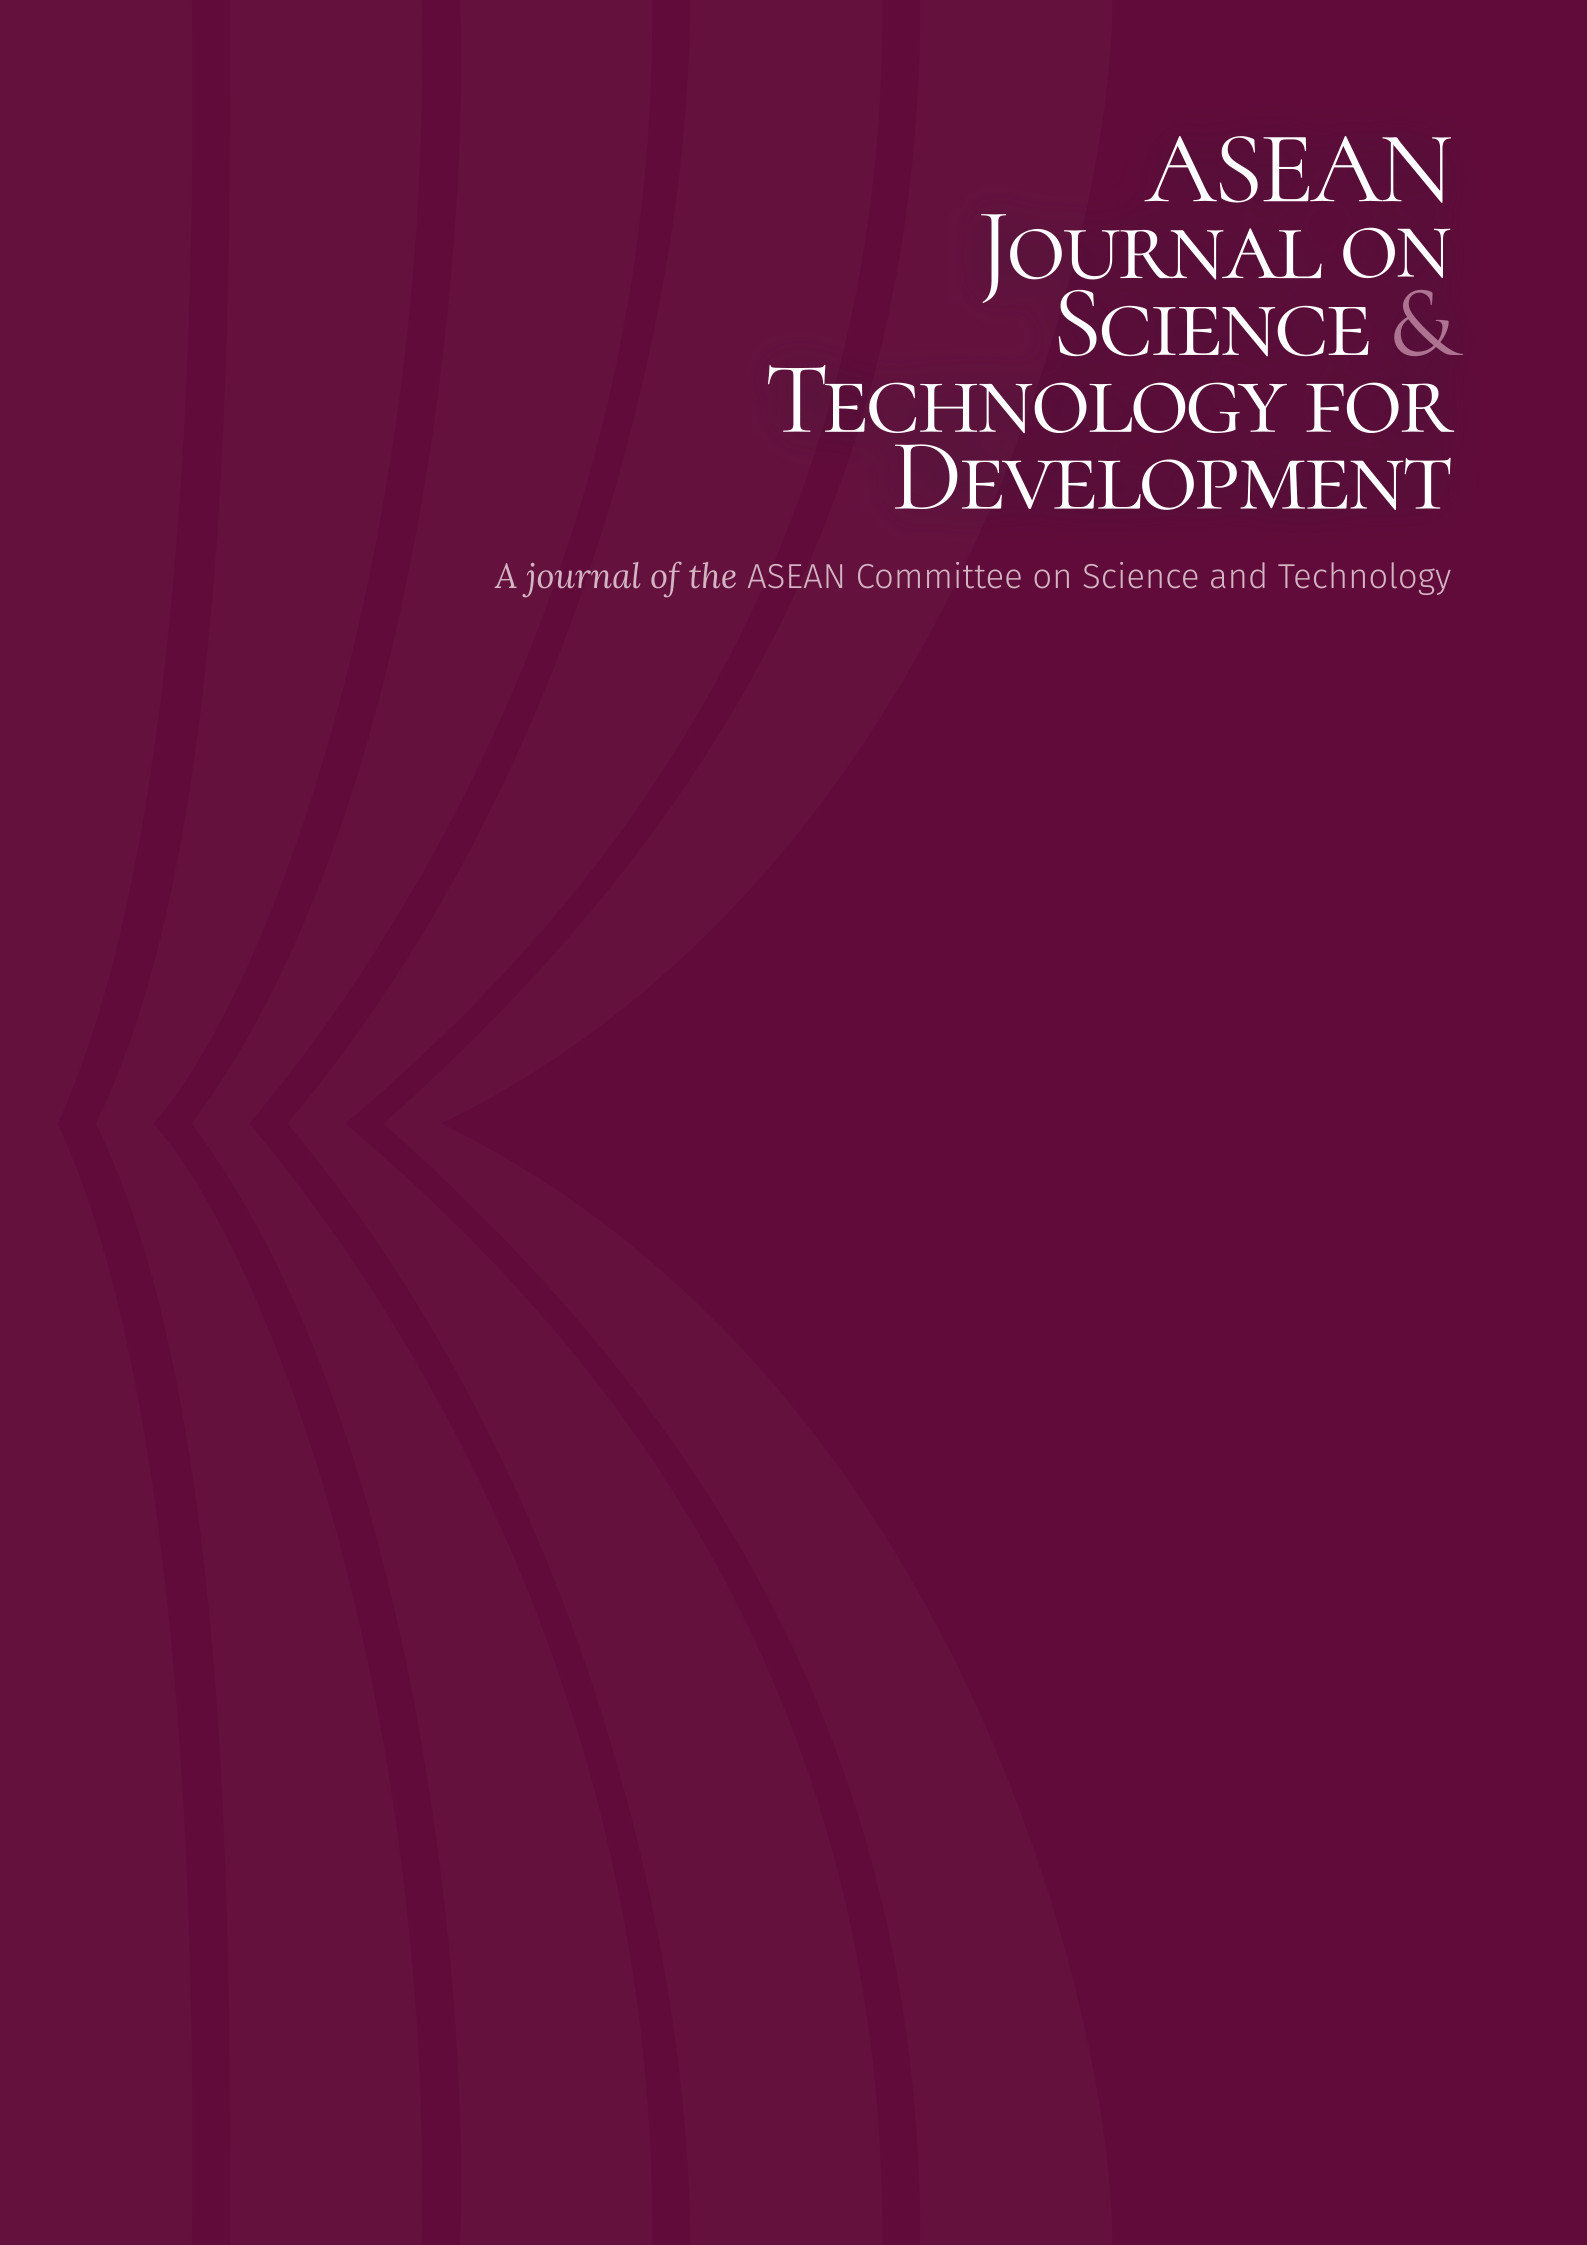 ASEAN
Journal on
Science &
Technology for
Development
A journal of the ASEAN Committee on Science and Technology